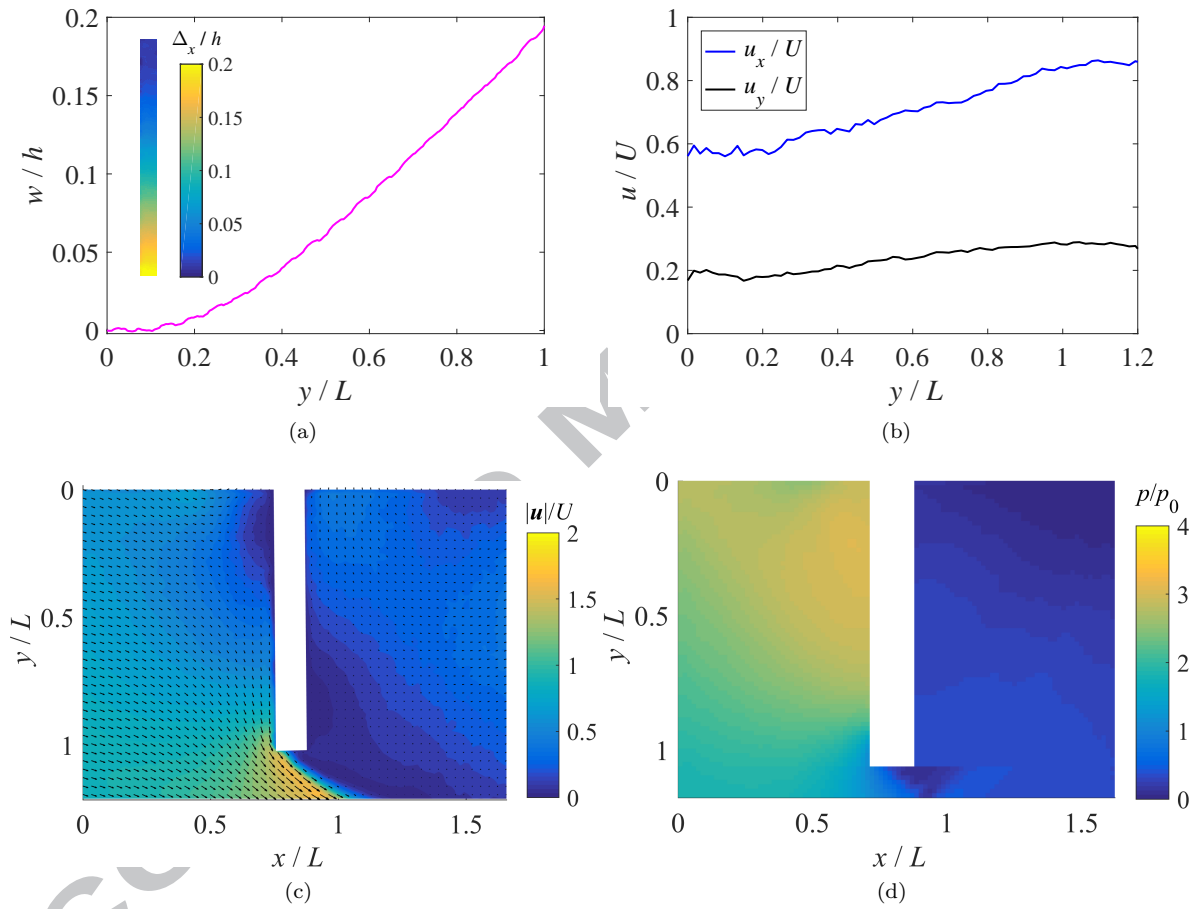 0.2
0.15
0.1
0.05
0
w / h
Δx / h
0.2
0.15
0.1
0.05
0
0 0.2 0.4 0.6 0.8 1
y / L
(a)
1
0.8
0.6
0.4
0.2
0
u / U
ux / U
uy / U
0 0.2 0.4 0.6 0.8 1 1.2
y / L
(b)
0
0.5
1
y / L
|u|/U
2
1.5
1
0.5
0
0 0.5 1 1.5
x / L
(c)
0
0.5
1
y / L
p/p0
4
3
2
1
0
0 0.5 1 1.5
x / L
(d)